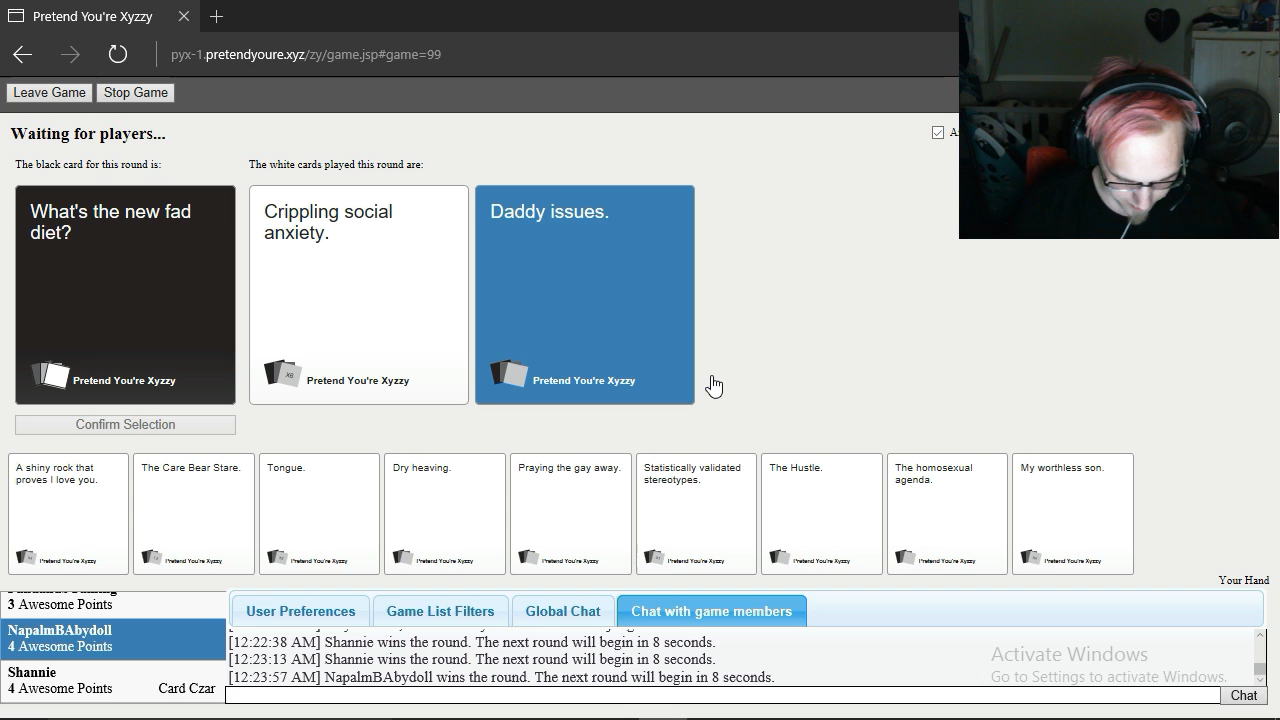 Pretend You're Xyzzy
pyx-1.pretendyoure.xyz/zy/game.jsp#game=99
Leave Game Stop Game
Waiting for players...
The black card for this round is:
The white cards played this round are:
What's the new fad
diet?
Pretend You're Xyzzy
Crippling social
anxiety.
Pretend You're Xyzzy
Daddy issues.
Pretend You're Xyzzy
Confirm Selection
A shiny rock that
proves I love you.
Pretend You're Xyzzy
The Care Bear Stare.
Pretend You're Xyzzy
Tongue.
Pretend You're Xyzzy
Dry heaving.
Pretend You're Xyzzy
Praying the gay away.
Pretend You're Xyzzy
Statistically validated
stereotypes.
Pretend You're Xyzzy
The Hustle.
Pretend You're Xyzzy
The homosexual
agenda.
Pretend You're Xyzzy
My worthless son.
Pretend You're Xyzzy
Your Hand
3 Awesome Points
NapalmBAbydoll
4 Awesome Points
Shannie
4 Awesome Points Card Czar
User Preferences Game List Filters Global Chat Chat with game members
[12:22:38 AM] Shannie wins the round. The next round will begin in 8 seconds.
[12:23:13 AM] Shannie wins the round. The next round will begin in 8 seconds.
[12:23:57 AM] NapalmBAbydoll wins the round. The next round will begin in 8 seconds.
Activate Windows
Go to Settings to activate Windows.
Chat